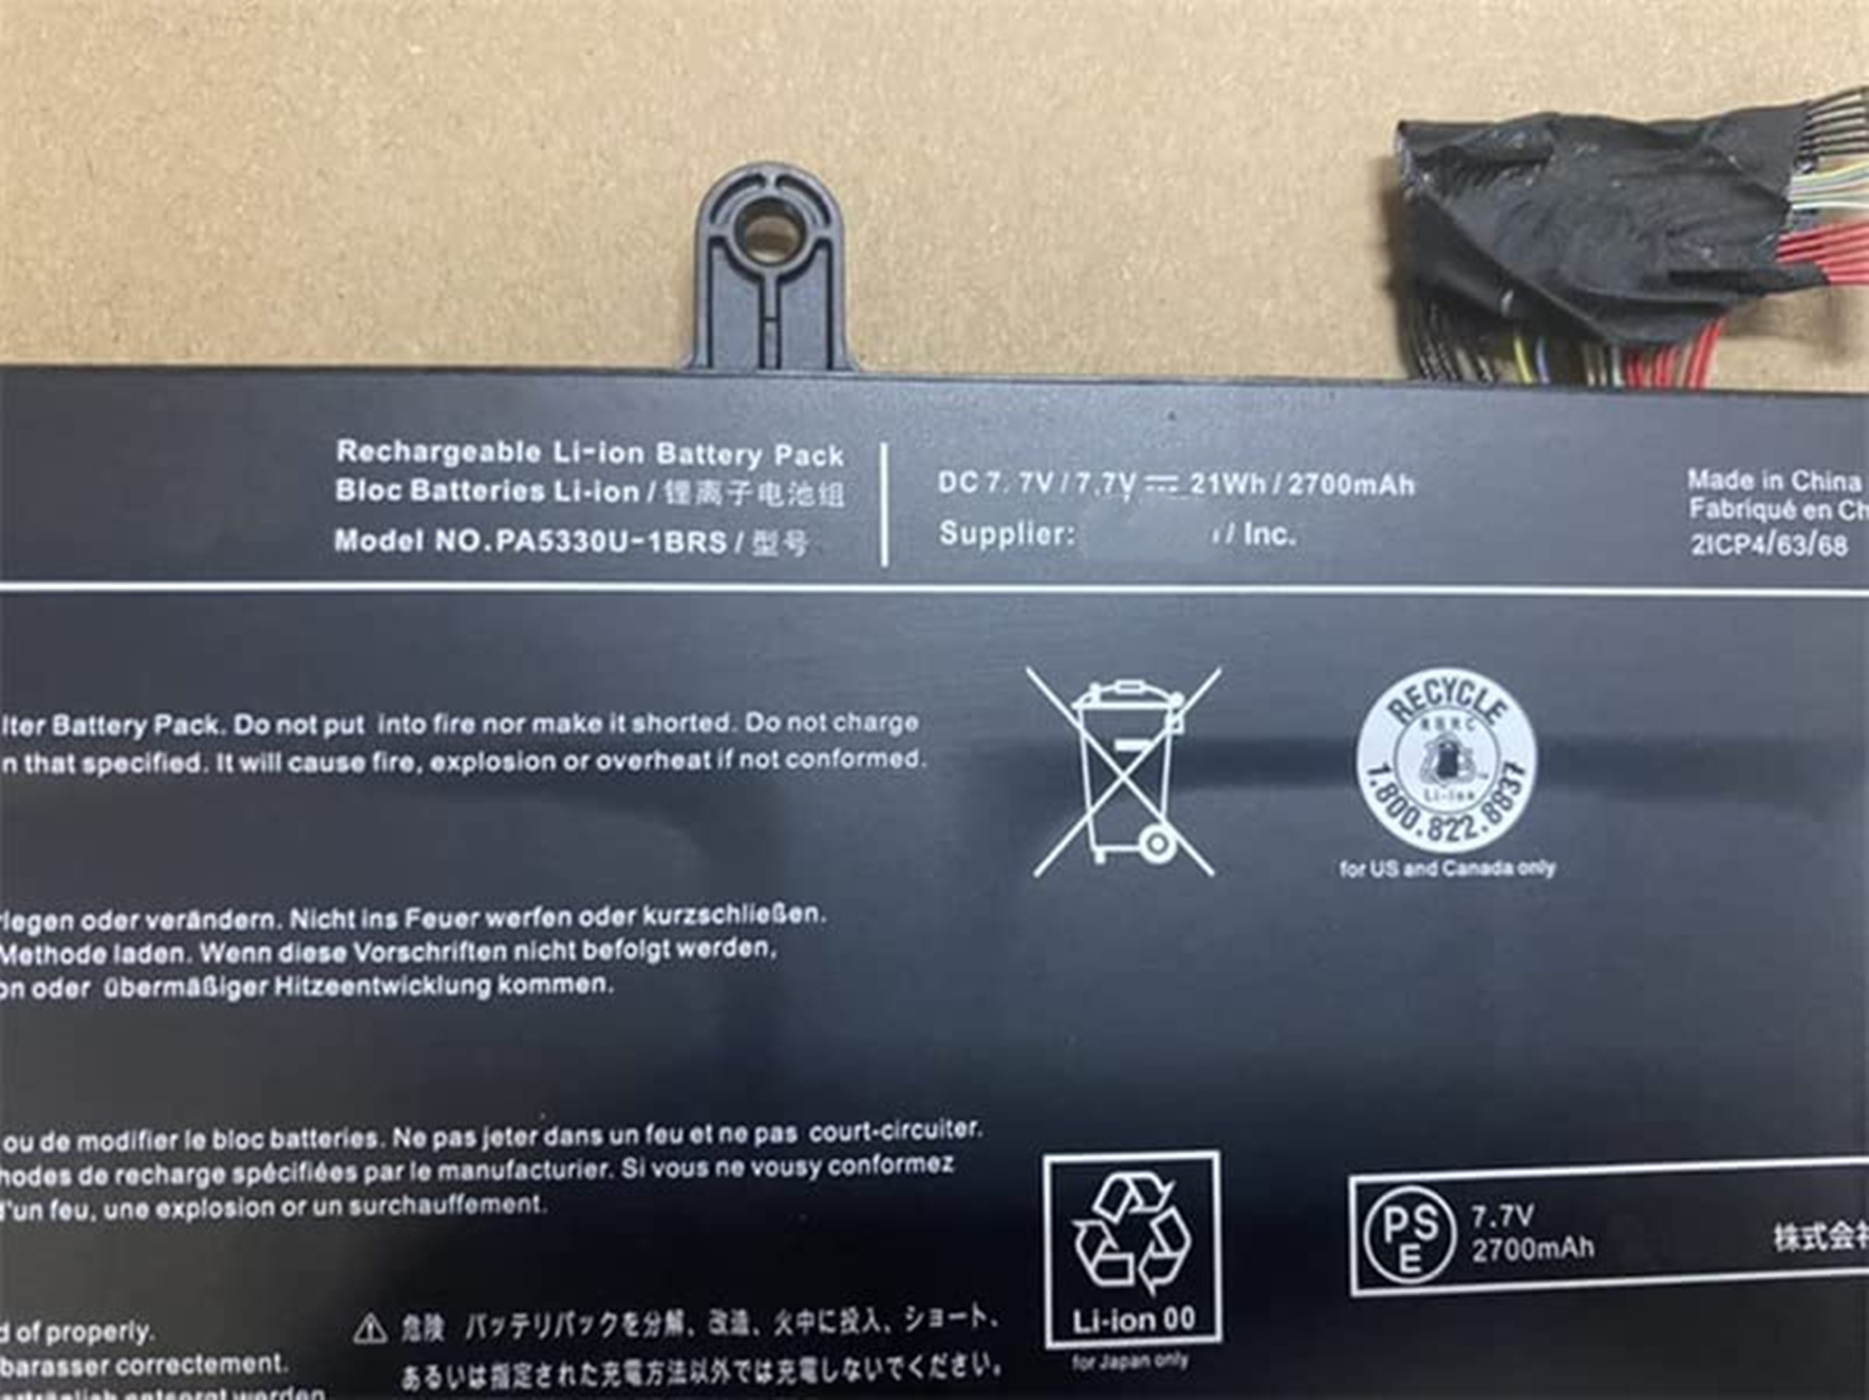 Rechargeable Li-ion Battery Pack
Bloc Batteries Li-ion / 锂离子电池组
Model NO.PA5330U-1BRS / 型号
DC 7. 7V / 7.7V ⎓ 21Wh / 2700mAh
Supplier: / Inc.
Made in China
Fabriqué en Ch
2ICP4/63/68
lter Battery Pack. Do not put into fire nor make it shorted. Do not charge
n that specified. It will cause fire, explosion or overheat if not conformed.
RECYCLE
RBRC
Li-Ion
1.800.822.8837
for US and Canada only
rlegen oder verändern. Nicht ins Feuer werfen oder kurzschließen.
Methode laden. Wenn diese Vorschriften nicht befolgt werden,
on oder übermäßiger Hitzeentwicklung kommen.
ou de modifier le bloc batteries. Ne pas jeter dans un feu et ne pas court-circuiter.
hodes de recharge spécifiées par le manufacturier. Si vous ne vousy conformez
d'un feu, une explosion or un surchauffement.
Li-ion 00
for Japan only
PSE
7.7V
2700mAh
株式会社
d of properly.
barasser correctement.
entsorgt werden
⚠ 危険 バッテリパックを分解、改造、火中に投入、ショート、
あるいは指定された充電方法以外では充電しないでください。